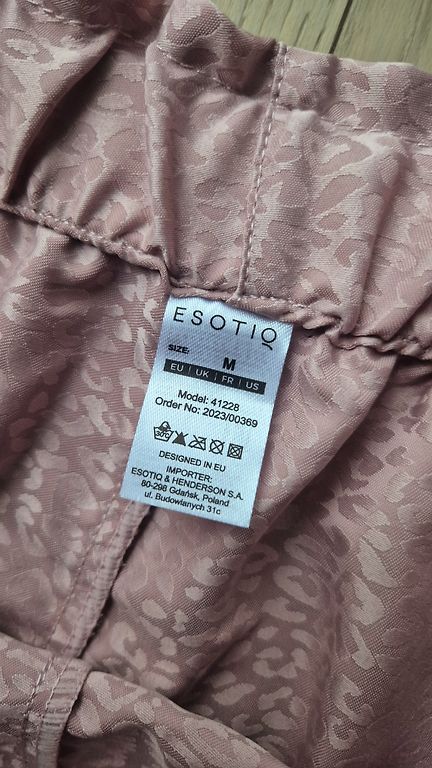 ESOTIQ
SIZE: M
EU | UK | FR | US
Model: 41228
Order No: 2023/00369
30°C
DESIGNED IN EU
IMPORTER:
ESOTIQ & HENDERSON S.A.
80-298 Gdańsk, Poland
ul. Budowlanych 31c